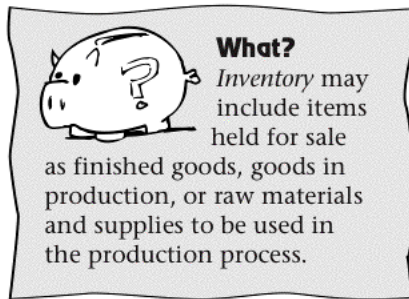 What?
Inventory may
include items
held for sale
as finished goods, goods in
production, or raw materials
and supplies to be used in
the production process.
?